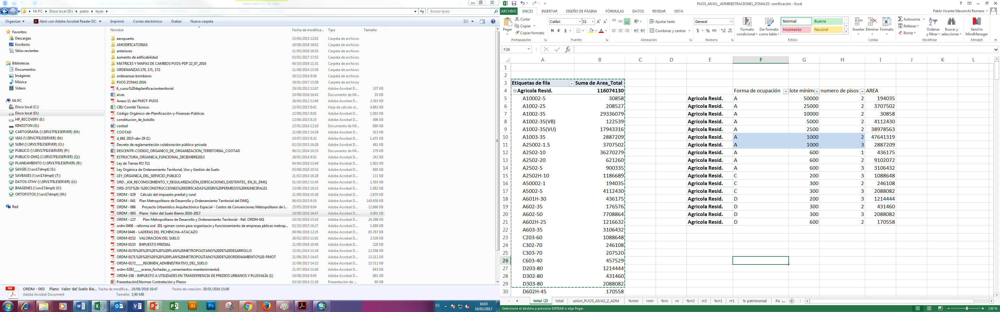 Mi PC ▸ Disco local (D:) ▸ pablo ▸ leyes ▸
Buscar leyes
Organizar
Abrir con Adobe Acrobat Reader DC
Imprimir
Correo electrónico
Grabar
Nueva carpeta
Favoritos
Descargas
Escritorio
Sitios recientes
Bibliotecas
Documentos
Imágenes
Música
Vídeos
Mi PC
Disco local (C:)
Disco local (D:)
HP_RECOVERY (E:)
KINGSTON (G:)
CARTOGRAFIA (\\SRV17FILESERVER) (M:)
VIAS (\\SRV17FILESERVER) (N:)
SUIM (\\SRV17FILESERVER) (O:)
PUBLICO (\\SRV17FILESERVER) (P:)
PUBLICO-DMQ (\\SRV17FILESERVER) (Q:)
PLANEAMIENTO (\\SRV17FILESERVER) (R:)
SAVGIS (\\srv17dmpt) (S:)
SAVBASES (\\srv17dmpt) (T:)
DATOS-STHV (\\SRV17FILESERVER) (U:)
IMAGENES (\\srv17dmpt) (V:)
ORTOFOTOS (\\srv17dmpt) (W:)
Red
Nombre Fecha de modifica... Tipo Tamaño
aeropuerto 15/04/2015 12:02 Carpeta de archivos
AMODIFICATORIAS 16/08/2016 19:02 Carpeta de archivos
anteriores 11/05/2016 16:52 Carpeta de archivos
aumento de edificabilidad 03/01/2017 17:53 Carpeta de archivos
MATRICES Y MAPAS DE CAMBIOS PUOS-PDF 22_07_2016 04/10/2016 11:31 Carpeta de archivos
ORDENANZAS 170, 171, 172 11/08/2014 15:30 Carpeta de archivos
ordenanzas bomberos 16/12/2014 9:36 Carpeta de archivos
PUOS ZONAS 2016 19/01/2017 15:58 Carpeta de archivos
6_curso%20deplanificacionterritorial 29/10/2013 12:07 Adobe Acrobat D... 337 KB
aivas 19/08/2016 16:42 Documento de Mi... 10 KB
Anexo 11 del PMOT-PUOS 26/04/2012 12:40 Adobe Acrobat D... 2.363 KB
CIIU Comité Técnico 23/03/2015 9:42 Hoja de cálculo d... 4.882 KB
Código-Orgánico-de-Planificación-y-Finanzas-Públicas 22/08/2013 9:01 Adobe Acrobat D... 1.003 KB
constitucion_de_bolsillo 13/04/2015 8:25 Adobe Acrobat D... 496 KB
cootad 23/01/2014 12:10 Documento de Mi... 680 KB
COOTAD 21/08/2013 14:29 Adobe Acrobat D... 515 KB
d_661 2015-abr-29 (1) 10/07/2015 8:32 Adobe Acrobat D... 1.471 KB
Decreto de reglamentación colaboración público-privada 02/10/2015 16:26 Adobe Acrobat D... 481 KB
DESCENTR-CODIGO_ORGANICO_DE_ORGANIZACION_TERRITORIAL_COOTAD 06/11/2014 10:33 Documento de Mi... 279 KB
ESTRUCTURA_ORGANICA_FUNCIONAL_DICIEMBRE2013 28/01/2014 8:52 Adobe Acrobat D... 242 KB
Ley de Tierras RO 711 04/04/2016 13:49 Adobe Acrobat D... 1.002 KB
Ley Orgánica de Ordenamiento Territorial, Uso y Gestión de Suelo 05/08/2016 10:52 Adobe Acrobat D... 895 KB
LEY_ORGANICA_DEL_SERVICIO_PUBLICO 21/02/2014 16:28 Adobe Acrobat D... 172 KB
ORD. _434_RECONOCIMIENTO_Y_REGULARIZACIÓN_EDIFICACIONES_EXISTENTES_ EN_EL_DMQ 01/10/2013 11:45 Adobe Acrobat D... 1.593 KB
ORD-3737%20-%20CONSTRUCCIONES%20EDIFICADAS%20SIN%20PERMISOS%20MUNICIPALES 23/08/2013 16:15 Adobe Acrobat D... 1.082 KB
ORDM - 029 Cálculo del impuesto predial y rural 21/09/2016 10:38 Adobe Acrobat D... 2.870 KB
ORDM - 041 Plan Metropolitano de Desarrollo y Ordenamiento Territorial del DMQ. 06/03/2015 8:19 Adobe Acrobat D... 140.850 KB
ORDM - 086 Proyecto Urbanístico Arquitectónico Especial - Centro de Convenciones Metropolitano de l... 25/05/2016 8:04 Adobe Acrobat D... 12.660 KB
ORDM - 093 Plano Valor del Suelo Bienio 2016-2017 19/08/2016 16:47 Adobe Acrobat D... 4.001 KB
ORDM - 127 Plan Metropolitano de Desarrollo y Ordenamiento Territorial - Ref. ORDM-041 10/10/2016 15:10 Adobe Acrobat D... 24.398 KB
ordm 0406 - reforma ord 301 rgimen comn para organizacin y funcionamiento de empresas pblicas metrop... 02/10/2015 16:27 Adobe Acrobat D... 1.689 KB
ORDM 0446 - LADERAS DEL PICHINCHA-ATACAZO 09/06/2016 12:25 Adobe Acrobat D... 65.787 KB
ORDM-0152 VALORACION DEL SUELO 26/02/2015 11:01 Adobe Acrobat D... 3.530 KB
ORDM-0153 IMPUESTO PREDIAL 21/09/2016 10:40 Adobe Acrobat D... 228 KB
ORDM-0170%20%20%20%20%20PLAN%20METROPOLITANO%20DE%20DESARROLLO 23/01/2014 11:34 Adobe Acrobat D... 12.558 KB
ORDM-0171%20%20%20%20%20PLAN%20METROPOLITANO%20DE%20ORDENAMIENTO%20-PMOT 21/08/2013 14:43 Adobe Acrobat D... 13.312 KB
ORDM-0172____REGIMEN_ADMINISTRATIVO_DEL_SUELO 21/08/2013 14:32 Adobe Acrobat D... 15.712 KB
ordm-0282____aceras_fachadas_y_cerramientos-mantenimiento1 21/07/2014 11:40 Adobe Acrobat D... 843 KB
ORDM-338 - IMPUESTO A UTILIDADES EN TRANSFERENCIA DE PREDIOS URBANOS Y PLUSVALÍA (1) 18/08/2016 9:05 Adobe Acrobat D... 681 KB
Presentación1Normas Contratación y Plazos 03/10/2014 11:18 Presentación de ... 80 KB
ORDM - 093 Plano Valor del Suelo Bie... Fecha de modifica... 19/08/2016 16:47 Fecha de creación: 29/01/2016 15:08
Adobe Acrobat Document Tamaño: 3,90 MB
ES
16:03
10/02/2017
PUOS_AIVAS__ADMINISTRACIONES_ZONALES -zonificación - Excel
ARCHIVO INICIO INSERTAR DISEÑO DE PÁGINA FÓRMULAS DATOS REVISAR VISTA
Pablo Vicente Macanchi Romero
Pegar
Cortar
Copiar
Copiar formato
Portapapeles
Calibri 11
N K S
Fuente
Ajustar texto
Combinar y centrar
Alineación
General
$ % 000
Número
Formato condicional
Dar formato como tabla
Normal Buena
Incorrecto Neutral
Estilos
Insertar Eliminar Formato
Celdas
Autosuma
Rellenar
Borrar
Ordenar y filtrar
Buscar y seleccionar
Modificar
Send to MindManager
Mindjet
F26
A B C D E F G H I J K L
1
2
3 Etiquetas de fila Suma de Area_Total
4 Agricola Resid. 116074130 Forma de ocupación lote mínim numero de pisos AREA
5 A10002-5 30858 Agricola Resid. A 50000 2 194035
6 A1002-25 208527 Agricola Resid. A 25000 2 3707502
7 A1002-35 29336079 Agricola Resid. A 10000 2 30858
8 A1002-35(VB) 122539 Agricola Resid. A 5000 2 4112430
9 A1002-35(VU) 17943316 Agricola Resid. A 2500 2 38978563
10 A1003-35 2887209 Agricola Resid. A 1000 2 47641319
11 A25002-1.5 3707502 Agricola Resid. A 1000 3 2887209
12 A2502-10 36270279 Agricola Resid. A 600 1 436175
13 A2502-20 621260 Agricola Resid. A 600 2 9102072
14 A2502-5 900335 Agricola Resid. A 600 3 3106432
15 A2502H-10 1186689 Agricola Resid. C 200 3 1088648
16 A50002-1 194035 Agricola Resid. C 300 2 246108
17 A5002-5 4112430 Agricola Resid. C 300 3 2088082
18 A601H-30 436175 Agricola Resid. D 200 3 1214444
19 A602-35 176576 Agricola Resid. D 300 2 431460
20 A602-50 7708864 Agricola Resid. D 300 3 2088082
21 A602H-25 1216632 Agricola Resid. D 600 2 170558
22 A603-35 3106432
23 C203-60 1088648
24 C302-70 246108
25 C303-70 207520
26 C603-40 457529
27 D203-80 1214444
28 D302-80 431460
29 D303-80 2088082
30 D602H-45 170558
total (2) total union_PUOS_AIVAS_Z_ADM %rnnr rnnr %rn rn %rr2 rr2 %rr1 rr1 % patrimonial Pa ...
Seleccione el destino y presione ENTRAR o elija Pegar
130 %